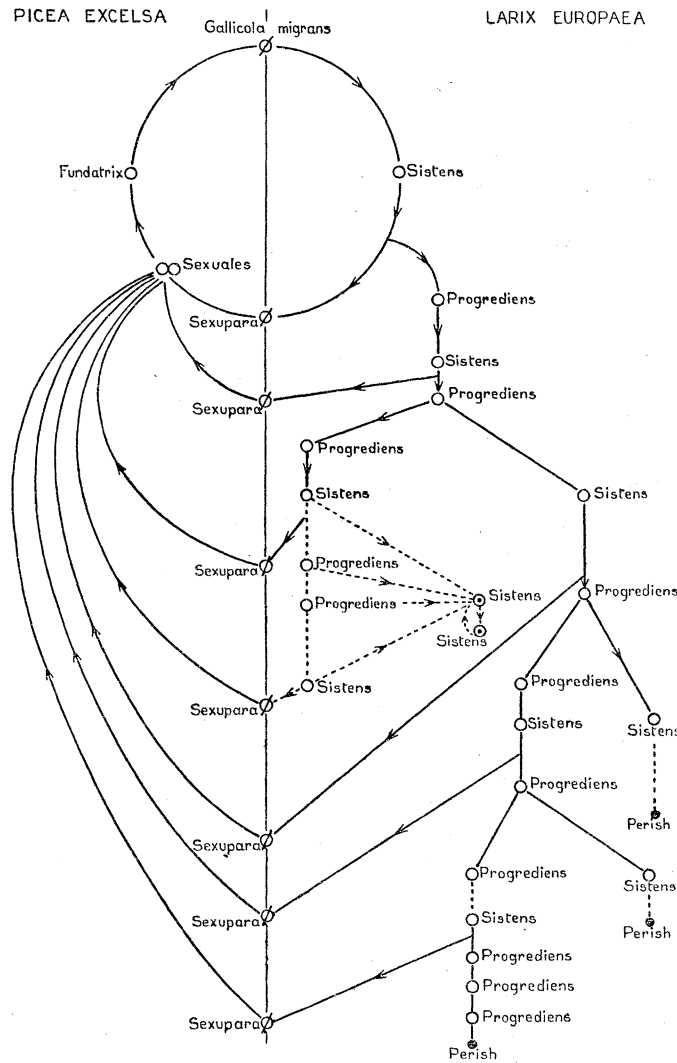 PICEA EXCELSA LARIX EUROPAEA
Gallicola migrans
Fundatrix Sistens
Sexuales
Progrediens
Sexupara
Sistens
Progrediens
Sexupara
Progrediens
Sistens Sistens
Progrediens
Sexupara
Progrediens
Sistens
Progrediens
Sistens
Progrediens
Sistens
Sexupara
Sistens
Sistens
Progrediens
Perish
Sexupara
Progrediens
Sistens
Sexupara
Sistens
Perish
Progrediens
Progrediens
Sexupara
Progrediens
Perish